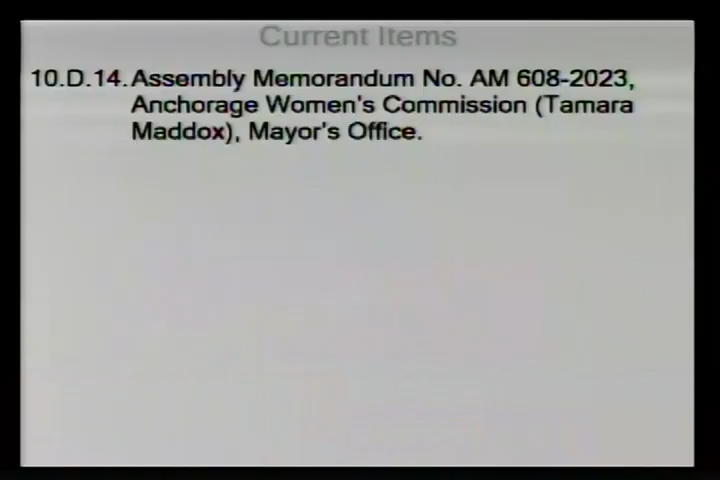 Current Items
10.D.14. Assembly Memorandum No. AM 608-2023,
Anchorage Women's Commission (Tamara
Maddox), Mayor's Office.